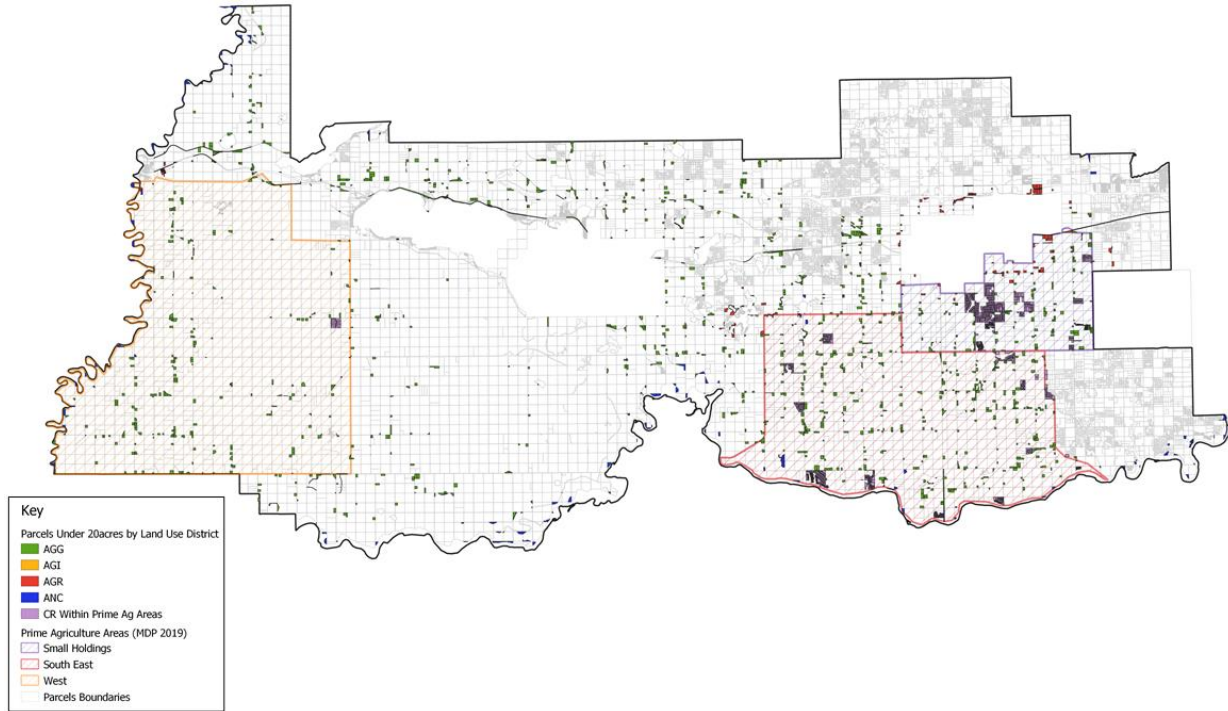 Key
Parcels Under 20acres by Land Use District
AGG
AGI
AGR
ANC
CR Within Prime Ag Areas
Prime Agriculture Areas (MDP 2019)
Small Holdings
South East
West
Parcels Boundaries